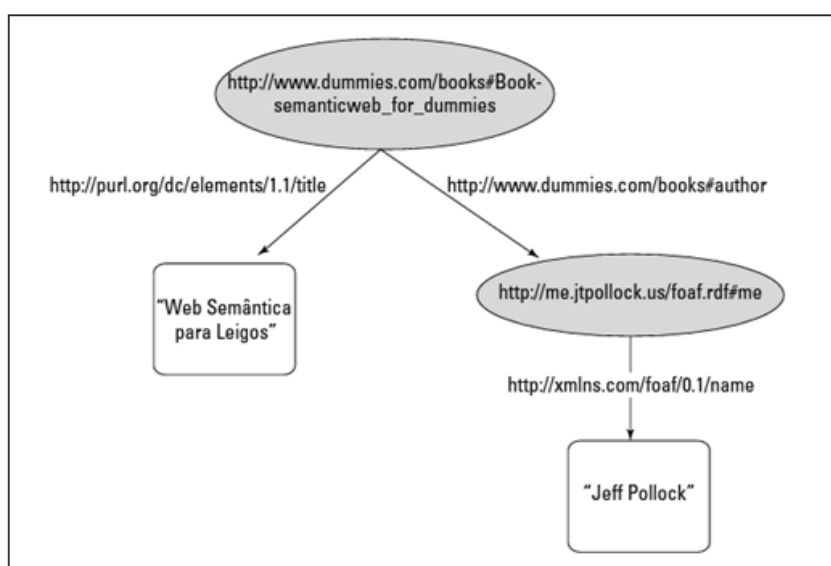 http://www.dummies.com/books#Book-
semanticweb_for_dummies
http://purl.org/dc/elements/1.1/title
http://www.dummies.com/books#author
“Web Semântica
para Leigos”
http://me.jtpollock.us/foaf.rdf#me
http://xmlns.com/foaf/0.1/name
“Jeff Pollock”